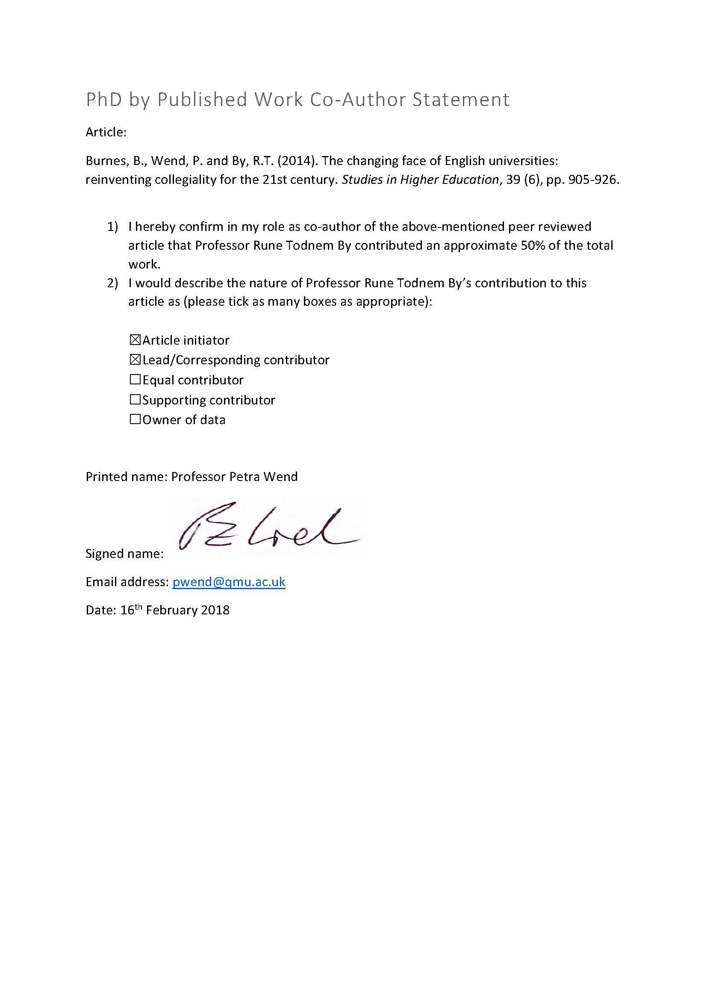 PhD by Published Work Co-Author Statement
Article:
Burnes, B., Wend, P. and By, R.T. (2014). The changing face of English universities:
reinventing collegiality for the 21st century. Studies in Higher Education, 39 (6), pp. 905-926.
1) I hereby confirm in my role as co-author of the above-mentioned peer reviewed
article that Professor Rune Todnem By contributed an approximate 50% of the total
work.
2) I would describe the nature of Professor Rune Todnem By’s contribution to this
article as (please tick as many boxes as appropriate):
☒Article initiator
☒Lead/Corresponding contributor
☐Equal contributor
☐Supporting contributor
☐Owner of data
Printed name: Professor Petra Wend
Signed name:
Email address: pwend@qmu.ac.uk
Date: 16th February 2018